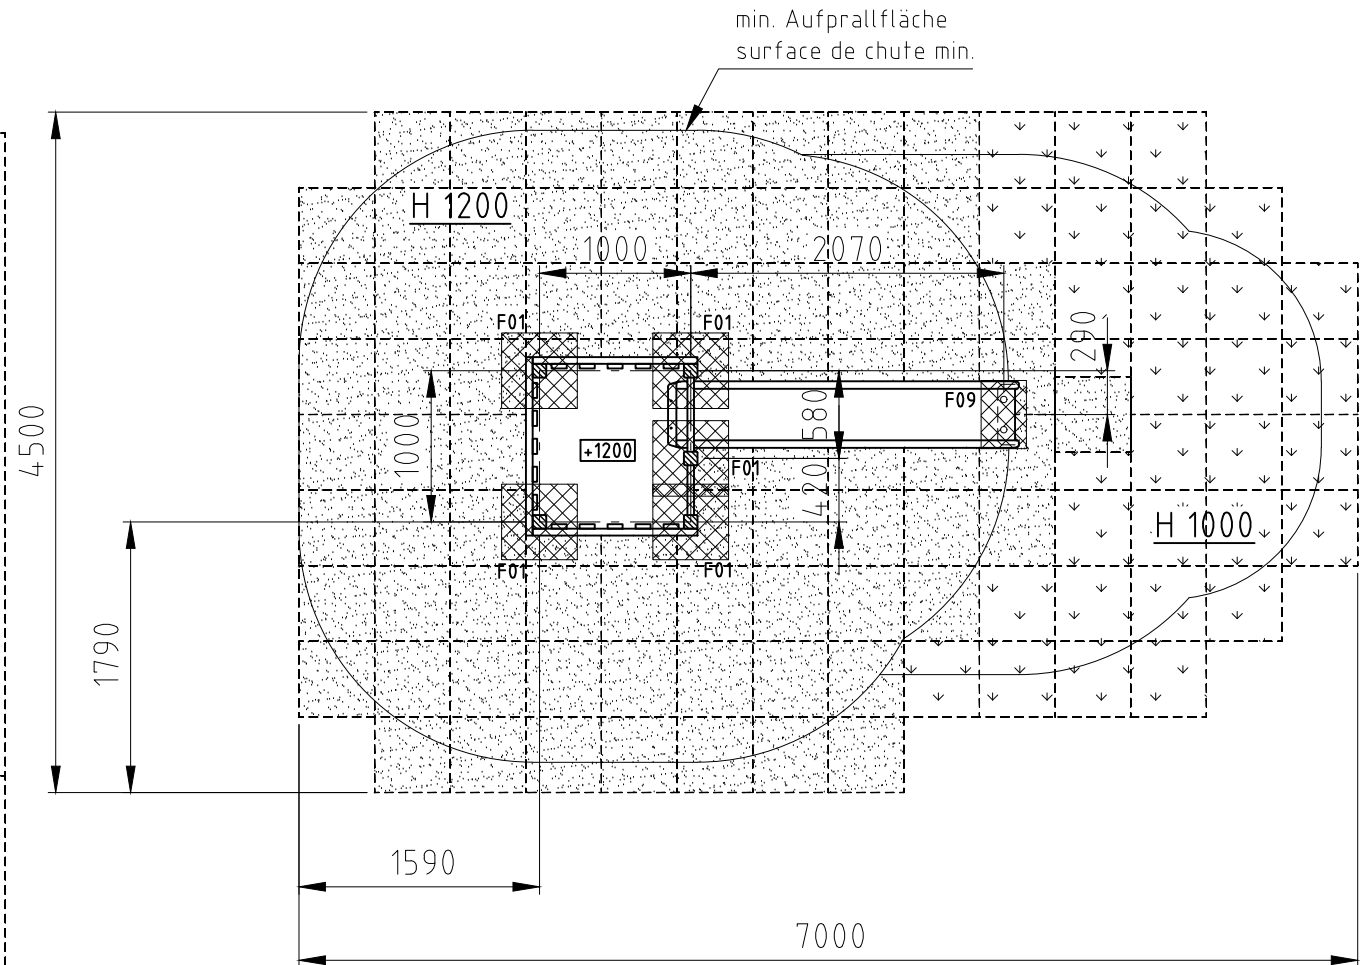 min. Aufprallfläche
surface de chute min.
H 1200
1000
2070
F01
F01
290
F09
4500
1000
580
+1200
F01
420
H 1000
F01
F01
1790
1590
7000